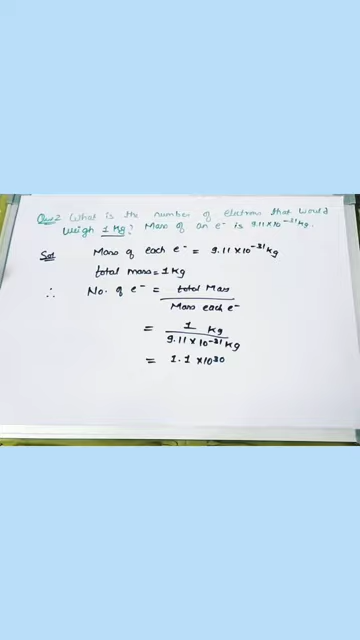 Ques 2 What is the number of electrons that would
weigh 1 Kg? Mass of an e⁻ is 9.11×10⁻³¹ kg.
Sol Mass of each e⁻ = 9.11×10⁻³¹ kg
total mass = 1 Kg
∴ No. of e⁻ = total Mass
Mass each e⁻
= 1 Kg
9.11 × 10⁻³¹ Kg
= 1.1 × 10³⁰